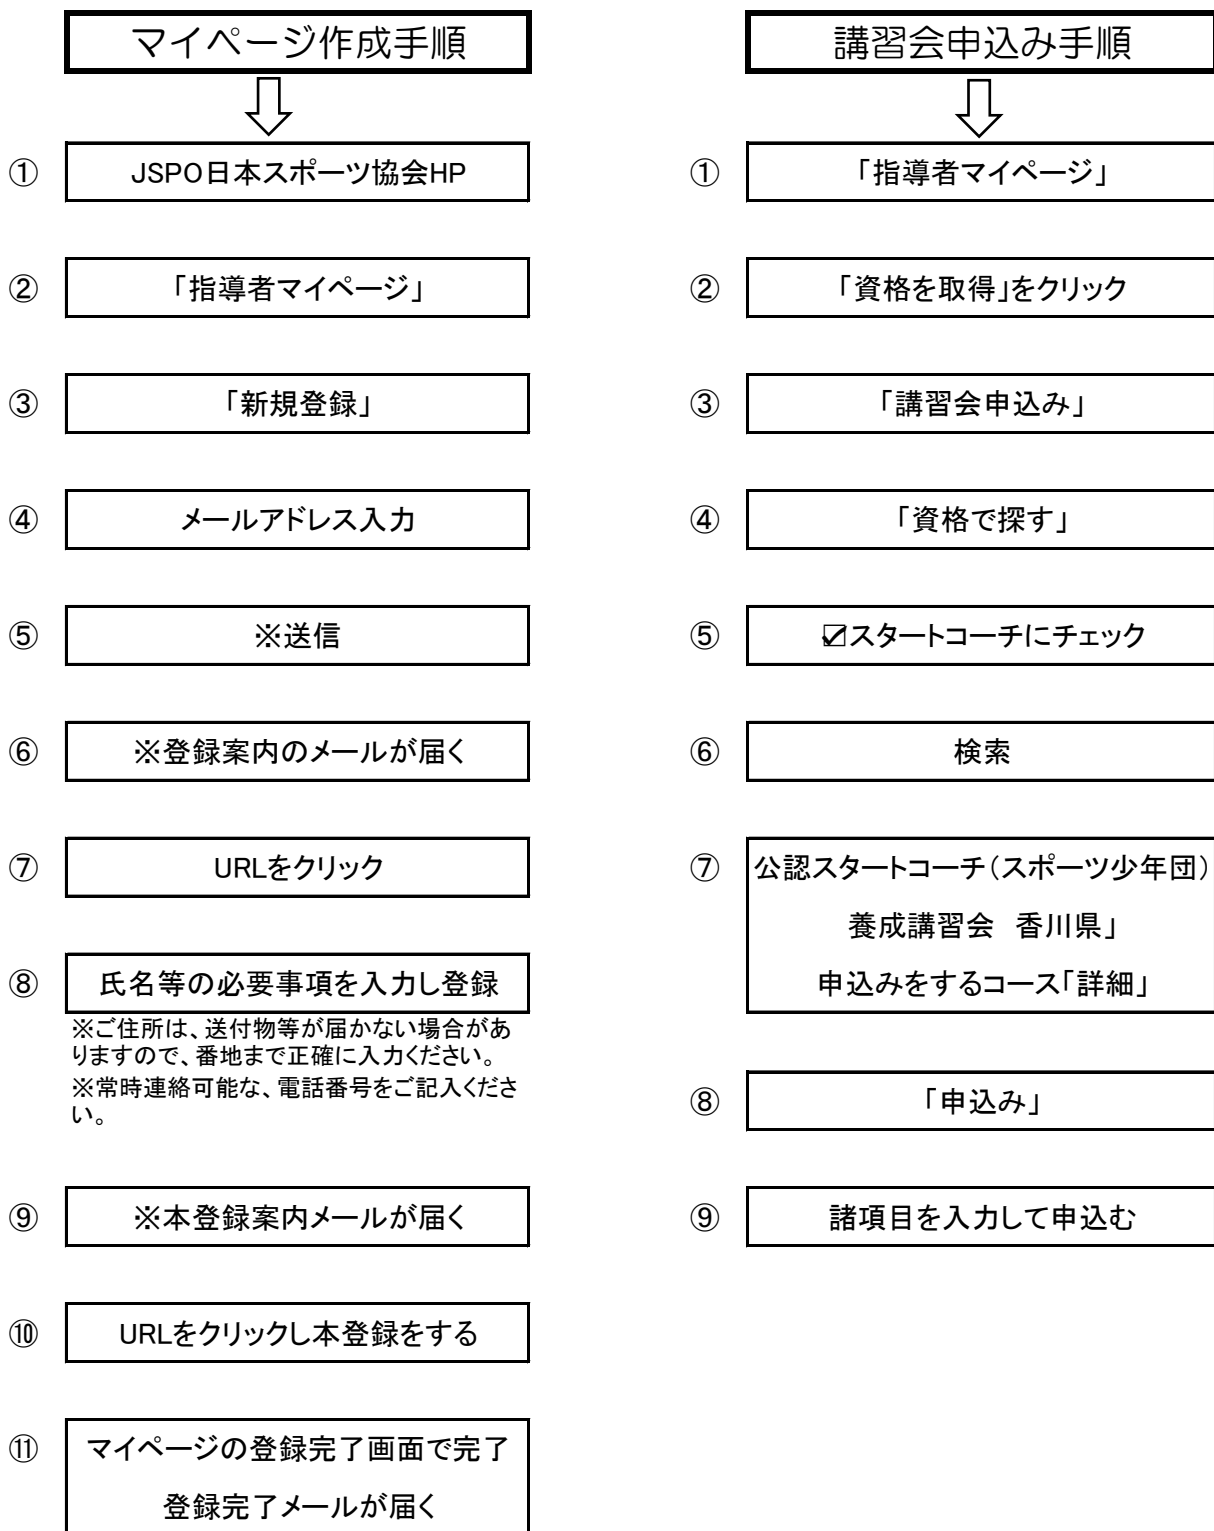 マイページ作成手順
① JSPO日本スポーツ協会HP
② 「指導者マイページ」
③ 「新規登録」
④ メールアドレス入力
⑤ ※送信
⑥ ※登録案内のメールが届く
⑦ URLをクリック
⑧ 氏名等の必要事項を入力し登録
※ご住所は、送付物等が届かない場合があ
りますので、番地まで正確に入力ください。
※常時連絡可能な、電話番号をご記入くださ
い。
⑨ ※本登録案内メールが届く
⑩ URLをクリックし本登録をする
⑪ マイページの登録完了画面で完了
登録完了メールが届く
講習会申込み手順
① 「指導者マイページ」
② 「資格を取得」をクリック
③ 「講習会申込み」
④ 「資格で探す」
⑤ ☑スタートコーチにチェック
⑥ 検索
⑦ 公認スタートコーチ(スポーツ少年団)
養成講習会 香川県」
申込みをするコース「詳細」
⑧ 「申込み」
⑨ 諸項目を入力して申込む